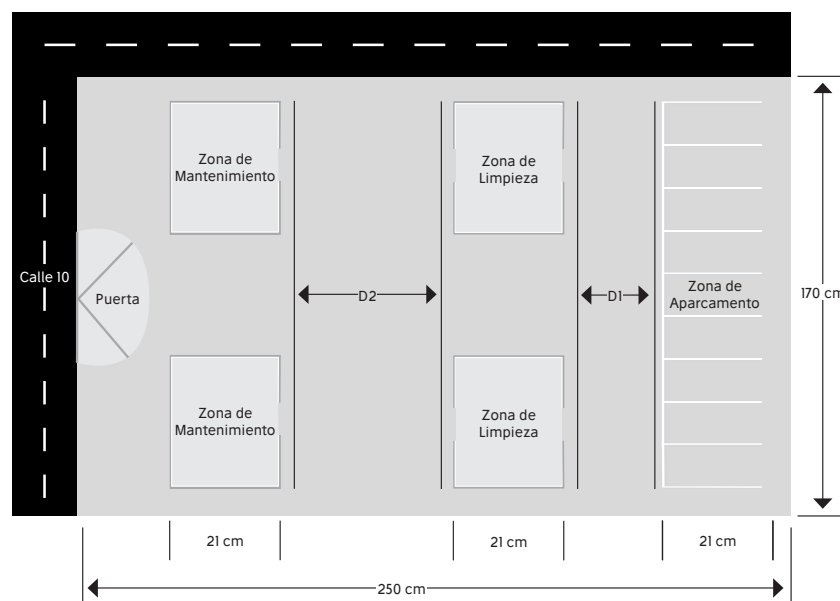 Zona de
Mantenimiento
Zona de
Limpieza
Calle 10
Puerta
D2
D1
Zona de
Aparcamento
170 cm
Zona de
Mantenimiento
Zona de
Limpieza
21 cm
21 cm
21 cm
250 cm